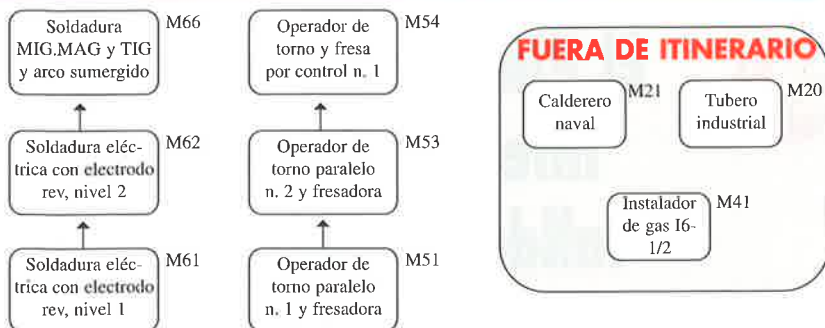 Soldadura
MIG.MAG y TIG
y arco sumergido
M66
Operador de
torno y fresa
por control n. 1
M54
Soldadura eléc-
trica con electrodo
rev, nivel 2
M62
Operador de
torno paralelo
n. 2 y fresadora
M53
Soldadura eléc-
trica con electrodo
rev, nivel 1
M61
Operador de
torno paralelo
n. 1 y fresadora
M51
FUERA DE ITINERARIO
Calderero
naval
M21
Tubero
industrial
M20
Instalador
de gas I6-
1/2
M41